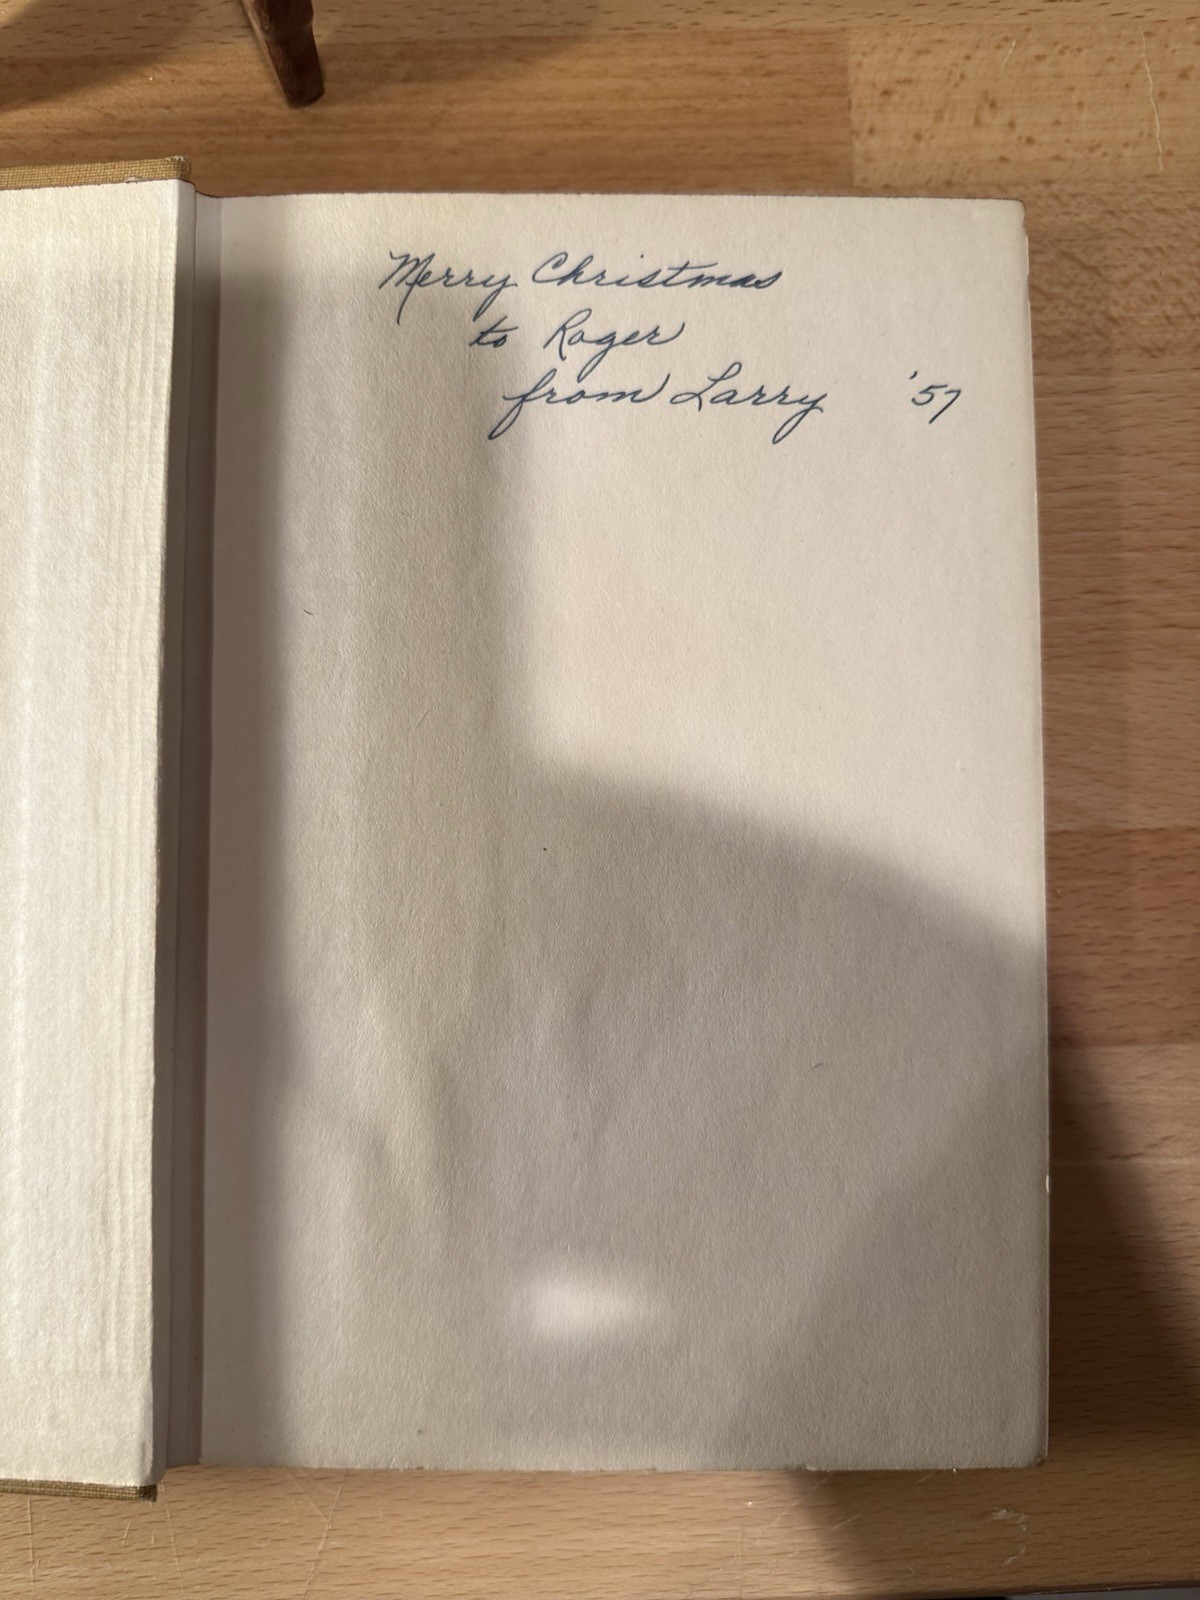 Merry Christmas
to Roger
from Larry '57